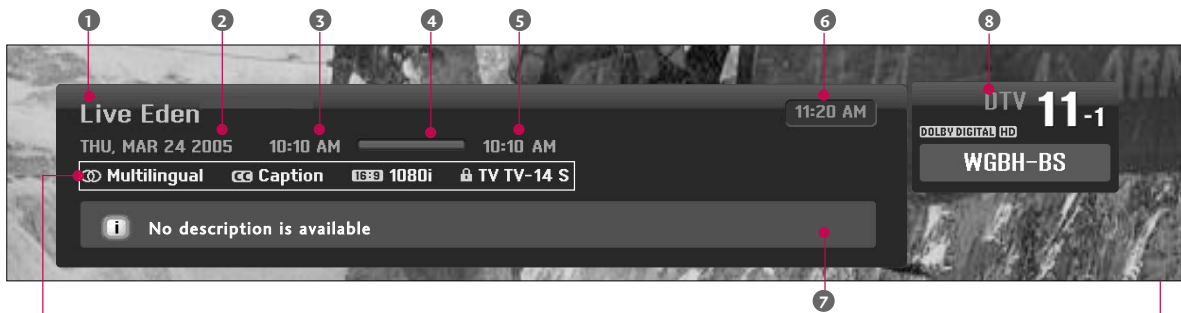 1 2 3 4 5 6 8
Live Eden
11:20 AM
DTV 11-1
THU, MAR 24 2005 10:10 AM 10:10 AM
DOLBY DIGITAL HD
CC Multilingual CC Caption 16:9 1080i TV TV-14 S
WGBH-BS
i No description is available
7